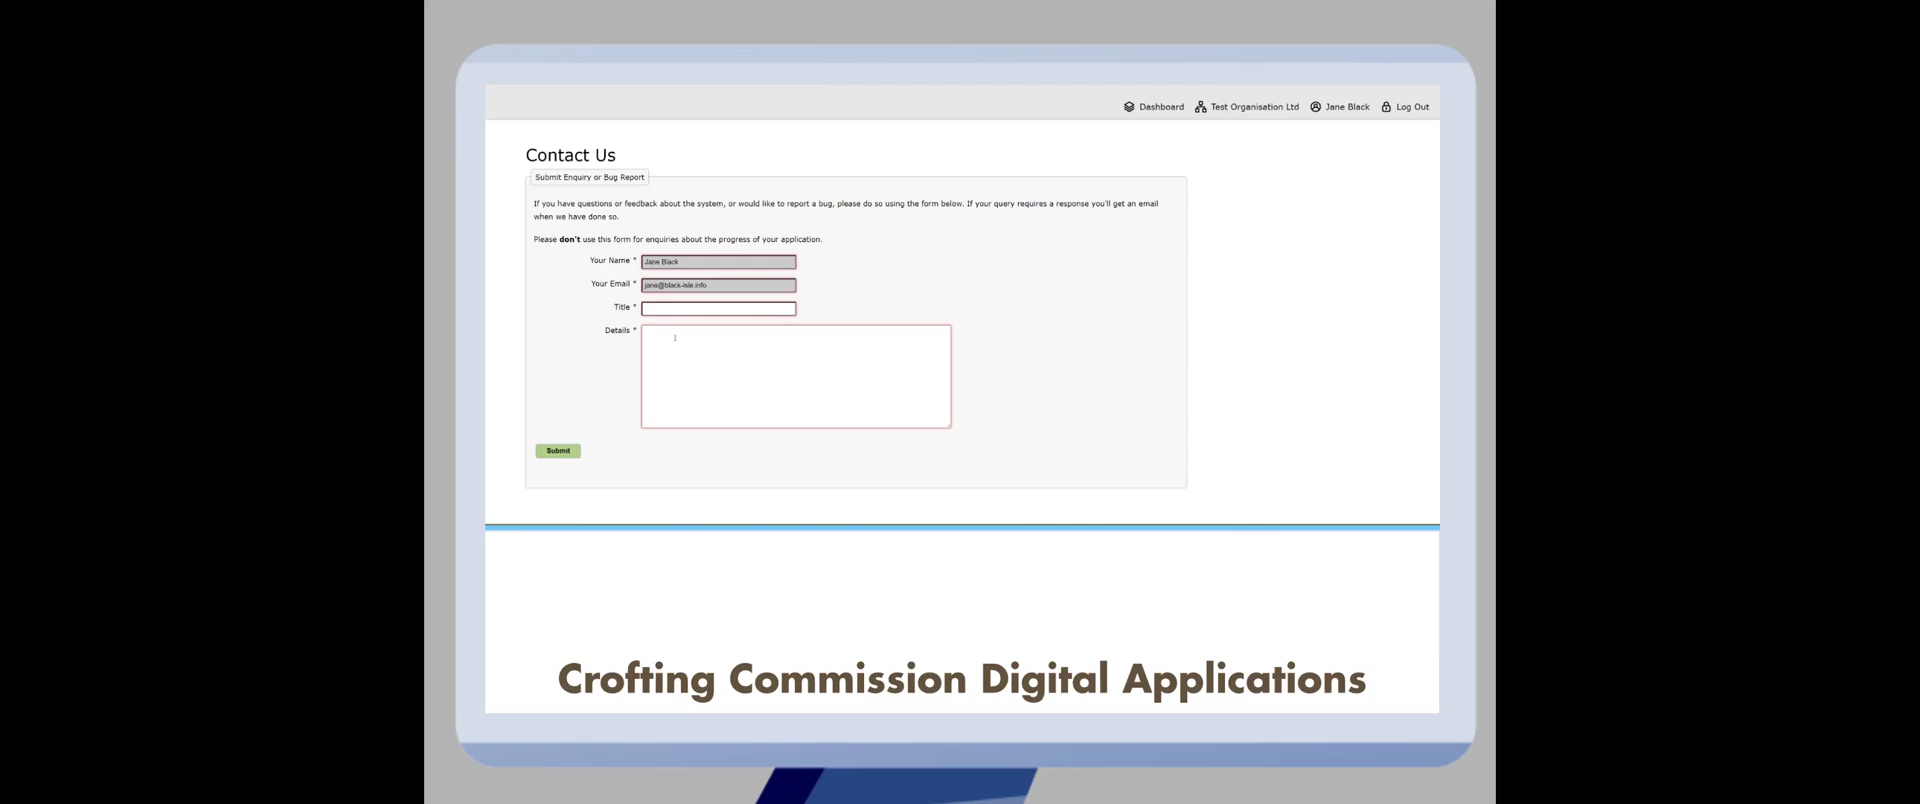 Dashboard Test Organisation Ltd Jane Black Log Out
Contact Us
Submit Enquiry or Bug Report
If you have questions or feedback about the system, or would like to report a bug, please do so using the form below. If your query requires a response you'll get an email
when we have done so.
Please don't use this form for enquiries about the progress of your application.
Your Name * Jane Black
Your Email * jane@black-isle.info
Title *
Details *
Submit
Crofting Commission Digital Applications